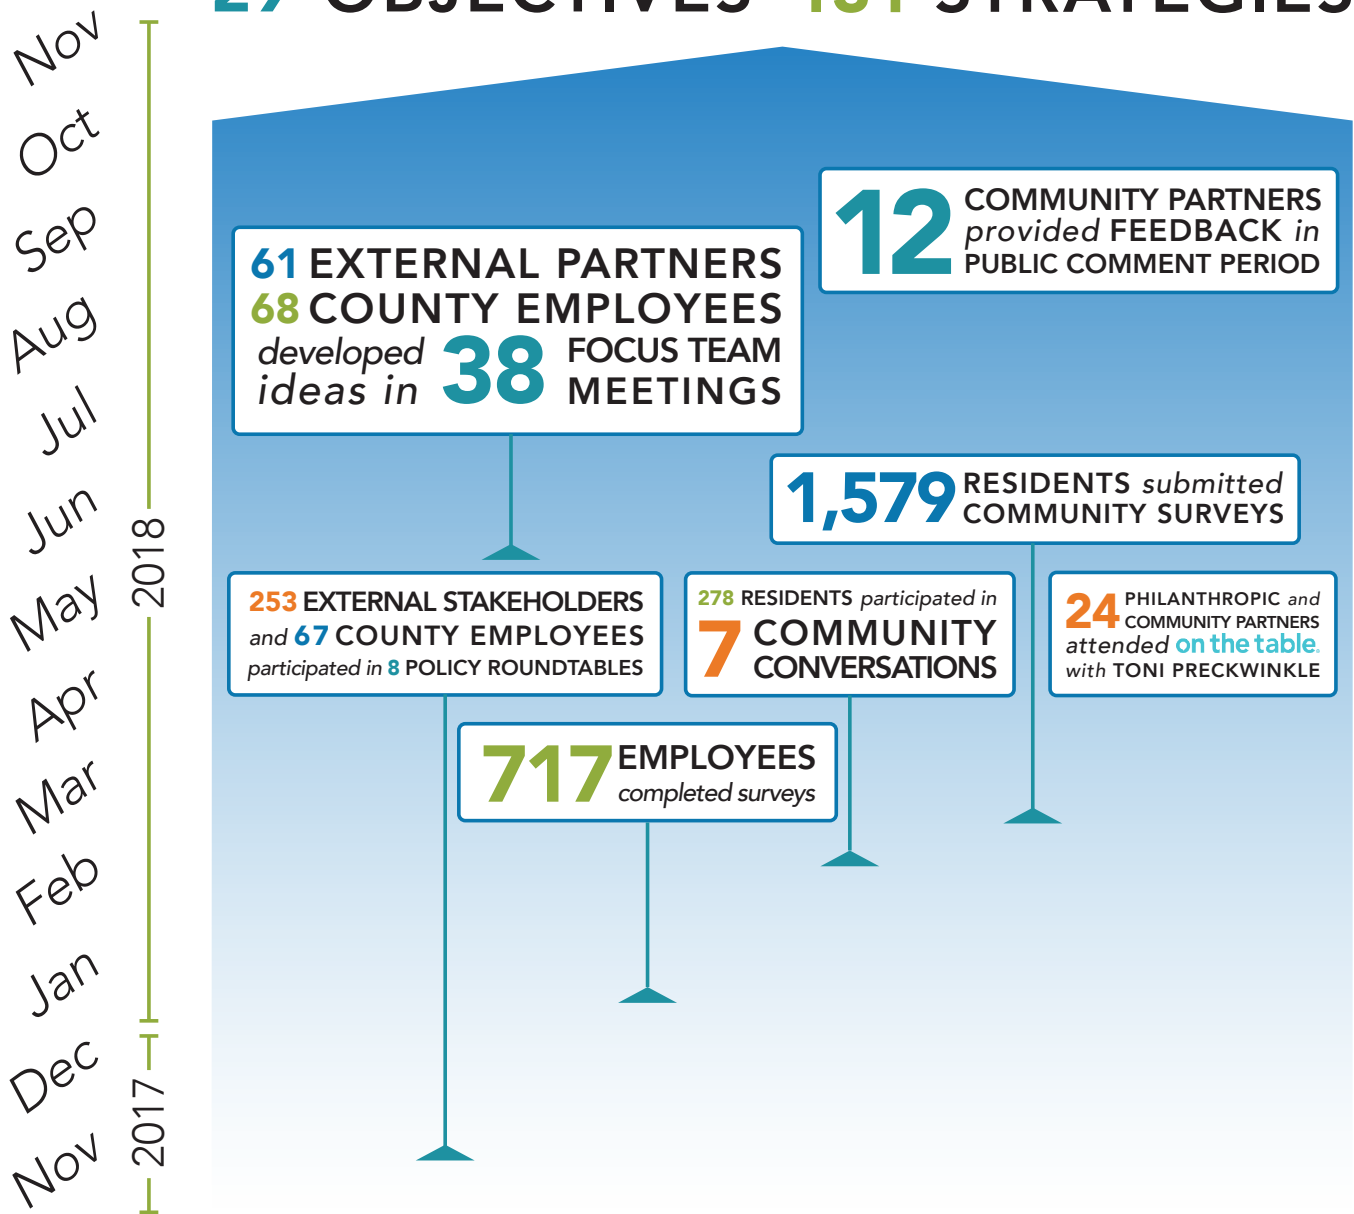 29 OBJECTIVES 131 STRATEGIES
Nov
Oct
Sep
Aug
Jul
Jun
May
Apr
Mar
Feb
Jan
Dec
Nov
2018
2017
12 COMMUNITY PARTNERS
provided FEEDBACK in
PUBLIC COMMENT PERIOD
61 EXTERNAL PARTNERS
68 COUNTY EMPLOYEES
developed 38 FOCUS TEAM
ideas in MEETINGS
1,579 RESIDENTS submitted
COMMUNITY SURVEYS
253 EXTERNAL STAKEHOLDERS
and 67 COUNTY EMPLOYEES
participated in 8 POLICY ROUNDTABLES
278 RESIDENTS participated in
7 COMMUNITY
CONVERSATIONS
24 PHILANTHROPIC and
COMMUNITY PARTNERS
attended on the table.
with TONI PRECKWINKLE
717 EMPLOYEES
completed surveys